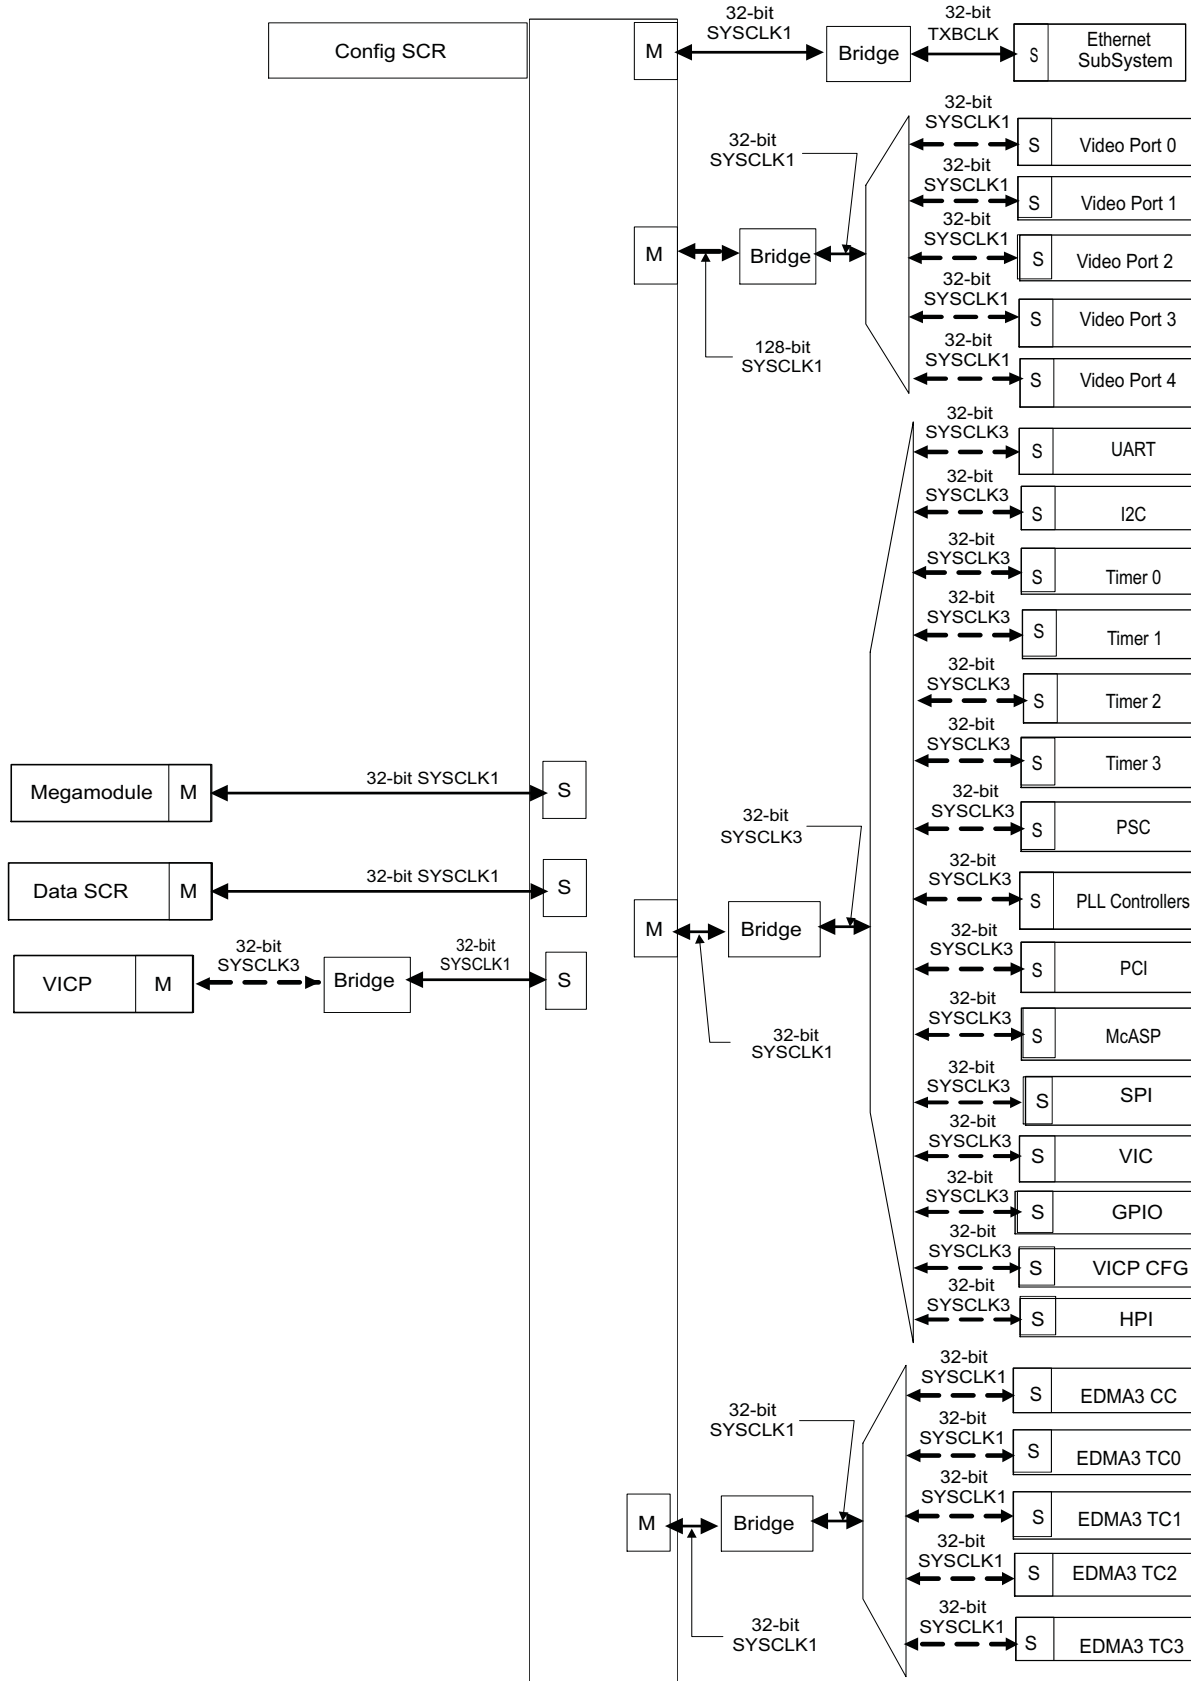 Config SCR
M
32-bit
SYSCLK1
Bridge
32-bit
TXBCLK
S
Ethernet
SubSystem
32-bit
SYSCLK1
S
Video Port 0
32-bit
SYSCLK1
S
Video Port 1
32-bit
SYSCLK1
S
Video Port 2
32-bit
SYSCLK1
S
Video Port 3
32-bit
SYSCLK1
S
Video Port 4
32-bit
SYSCLK1
M
Bridge
128-bit
SYSCLK1
32-bit
SYSCLK3
S
UART
32-bit
SYSCLK3
S
I2C
32-bit
SYSCLK3
S
Timer 0
32-bit
SYSCLK3
S
Timer 1
32-bit
SYSCLK3
S
Timer 2
32-bit
SYSCLK3
S
Timer 3
32-bit
SYSCLK3
S
PSC
32-bit
SYSCLK3
S
PLL Controllers
32-bit
SYSCLK3
S
PCI
32-bit
SYSCLK3
S
McASP
32-bit
SYSCLK3
S
SPI
32-bit
SYSCLK3
S
VIC
32-bit
SYSCLK3
S
GPIO
32-bit
SYSCLK3
S
VICP CFG
32-bit
SYSCLK3
S
HPI
Megamodule
M
32-bit SYSCLK1
S
Data SCR
M
32-bit SYSCLK1
S
VICP
M
32-bit
SYSCLK3
Bridge
32-bit
SYSCLK1
S
32-bit
SYSCLK3
M
Bridge
32-bit
SYSCLK1
32-bit
SYSCLK1
S
EDMA3 CC
32-bit
SYSCLK1
S
EDMA3 TC0
32-bit
SYSCLK1
S
EDMA3 TC1
32-bit
SYSCLK1
S
EDMA3 TC2
32-bit
SYSCLK1
S
EDMA3 TC3
32-bit
SYSCLK1
M
Bridge
32-bit
SYSCLK1